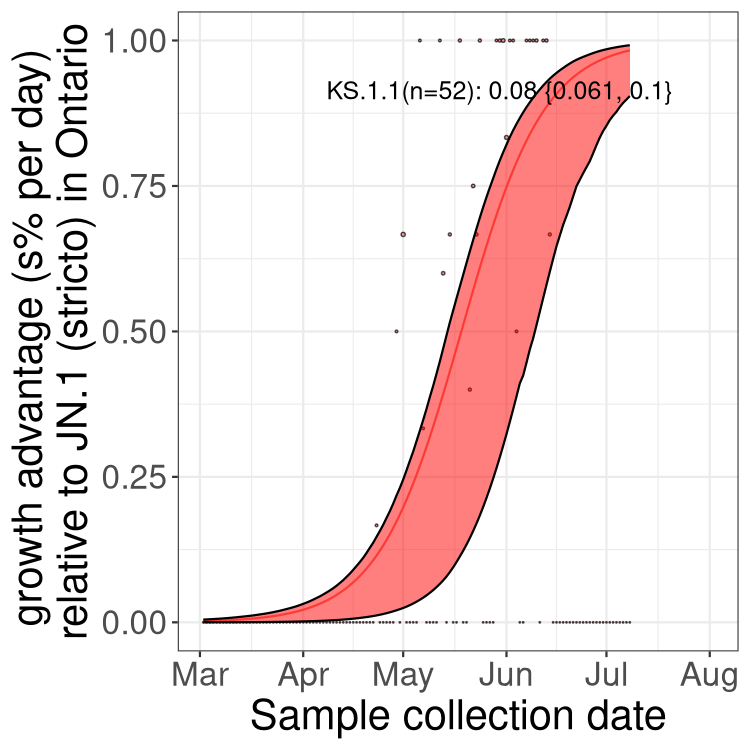 growth advantage (s% per day)
relative to JN.1 (stricto) in Ontario
1.00
0.75
0.50
0.25
0.00
KS.1.1(n=52): 0.08 {0.061, 0.1}
Mar Apr May Jun Jul Aug
Sample collection date